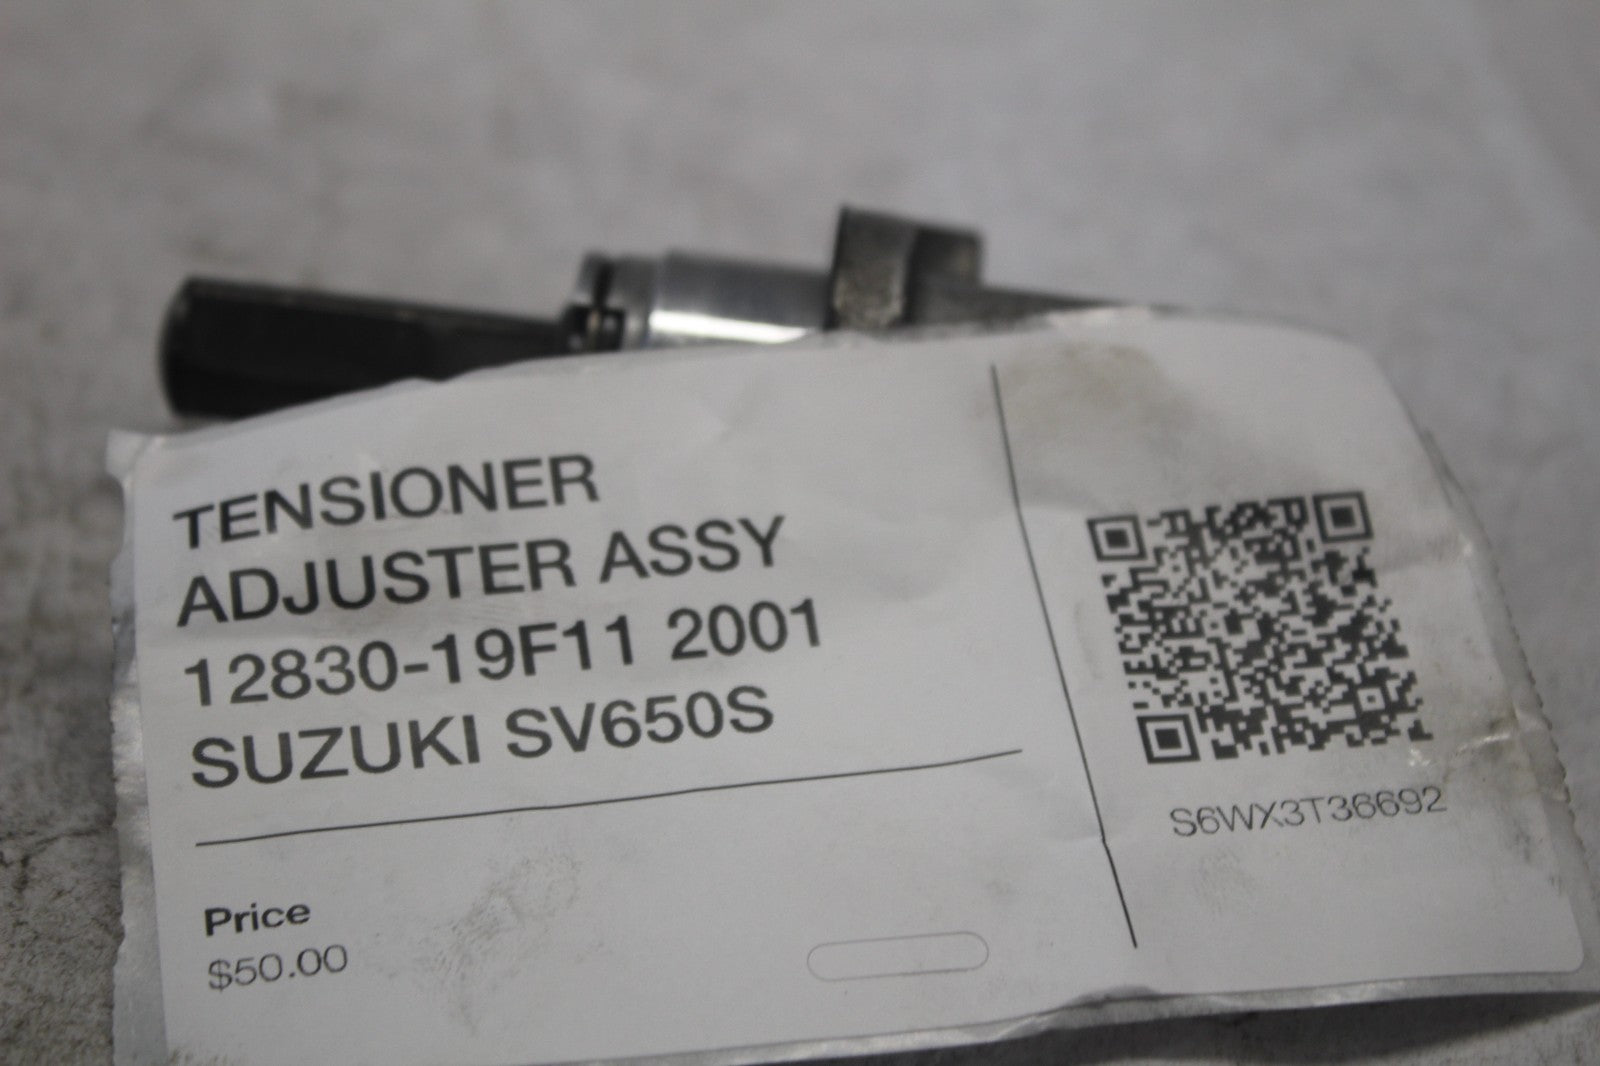 TENSIONER
ADJUSTER ASSY
12830-19F11 2001
SUZUKI SV650S
Price
$50.00
S6WX3T36692